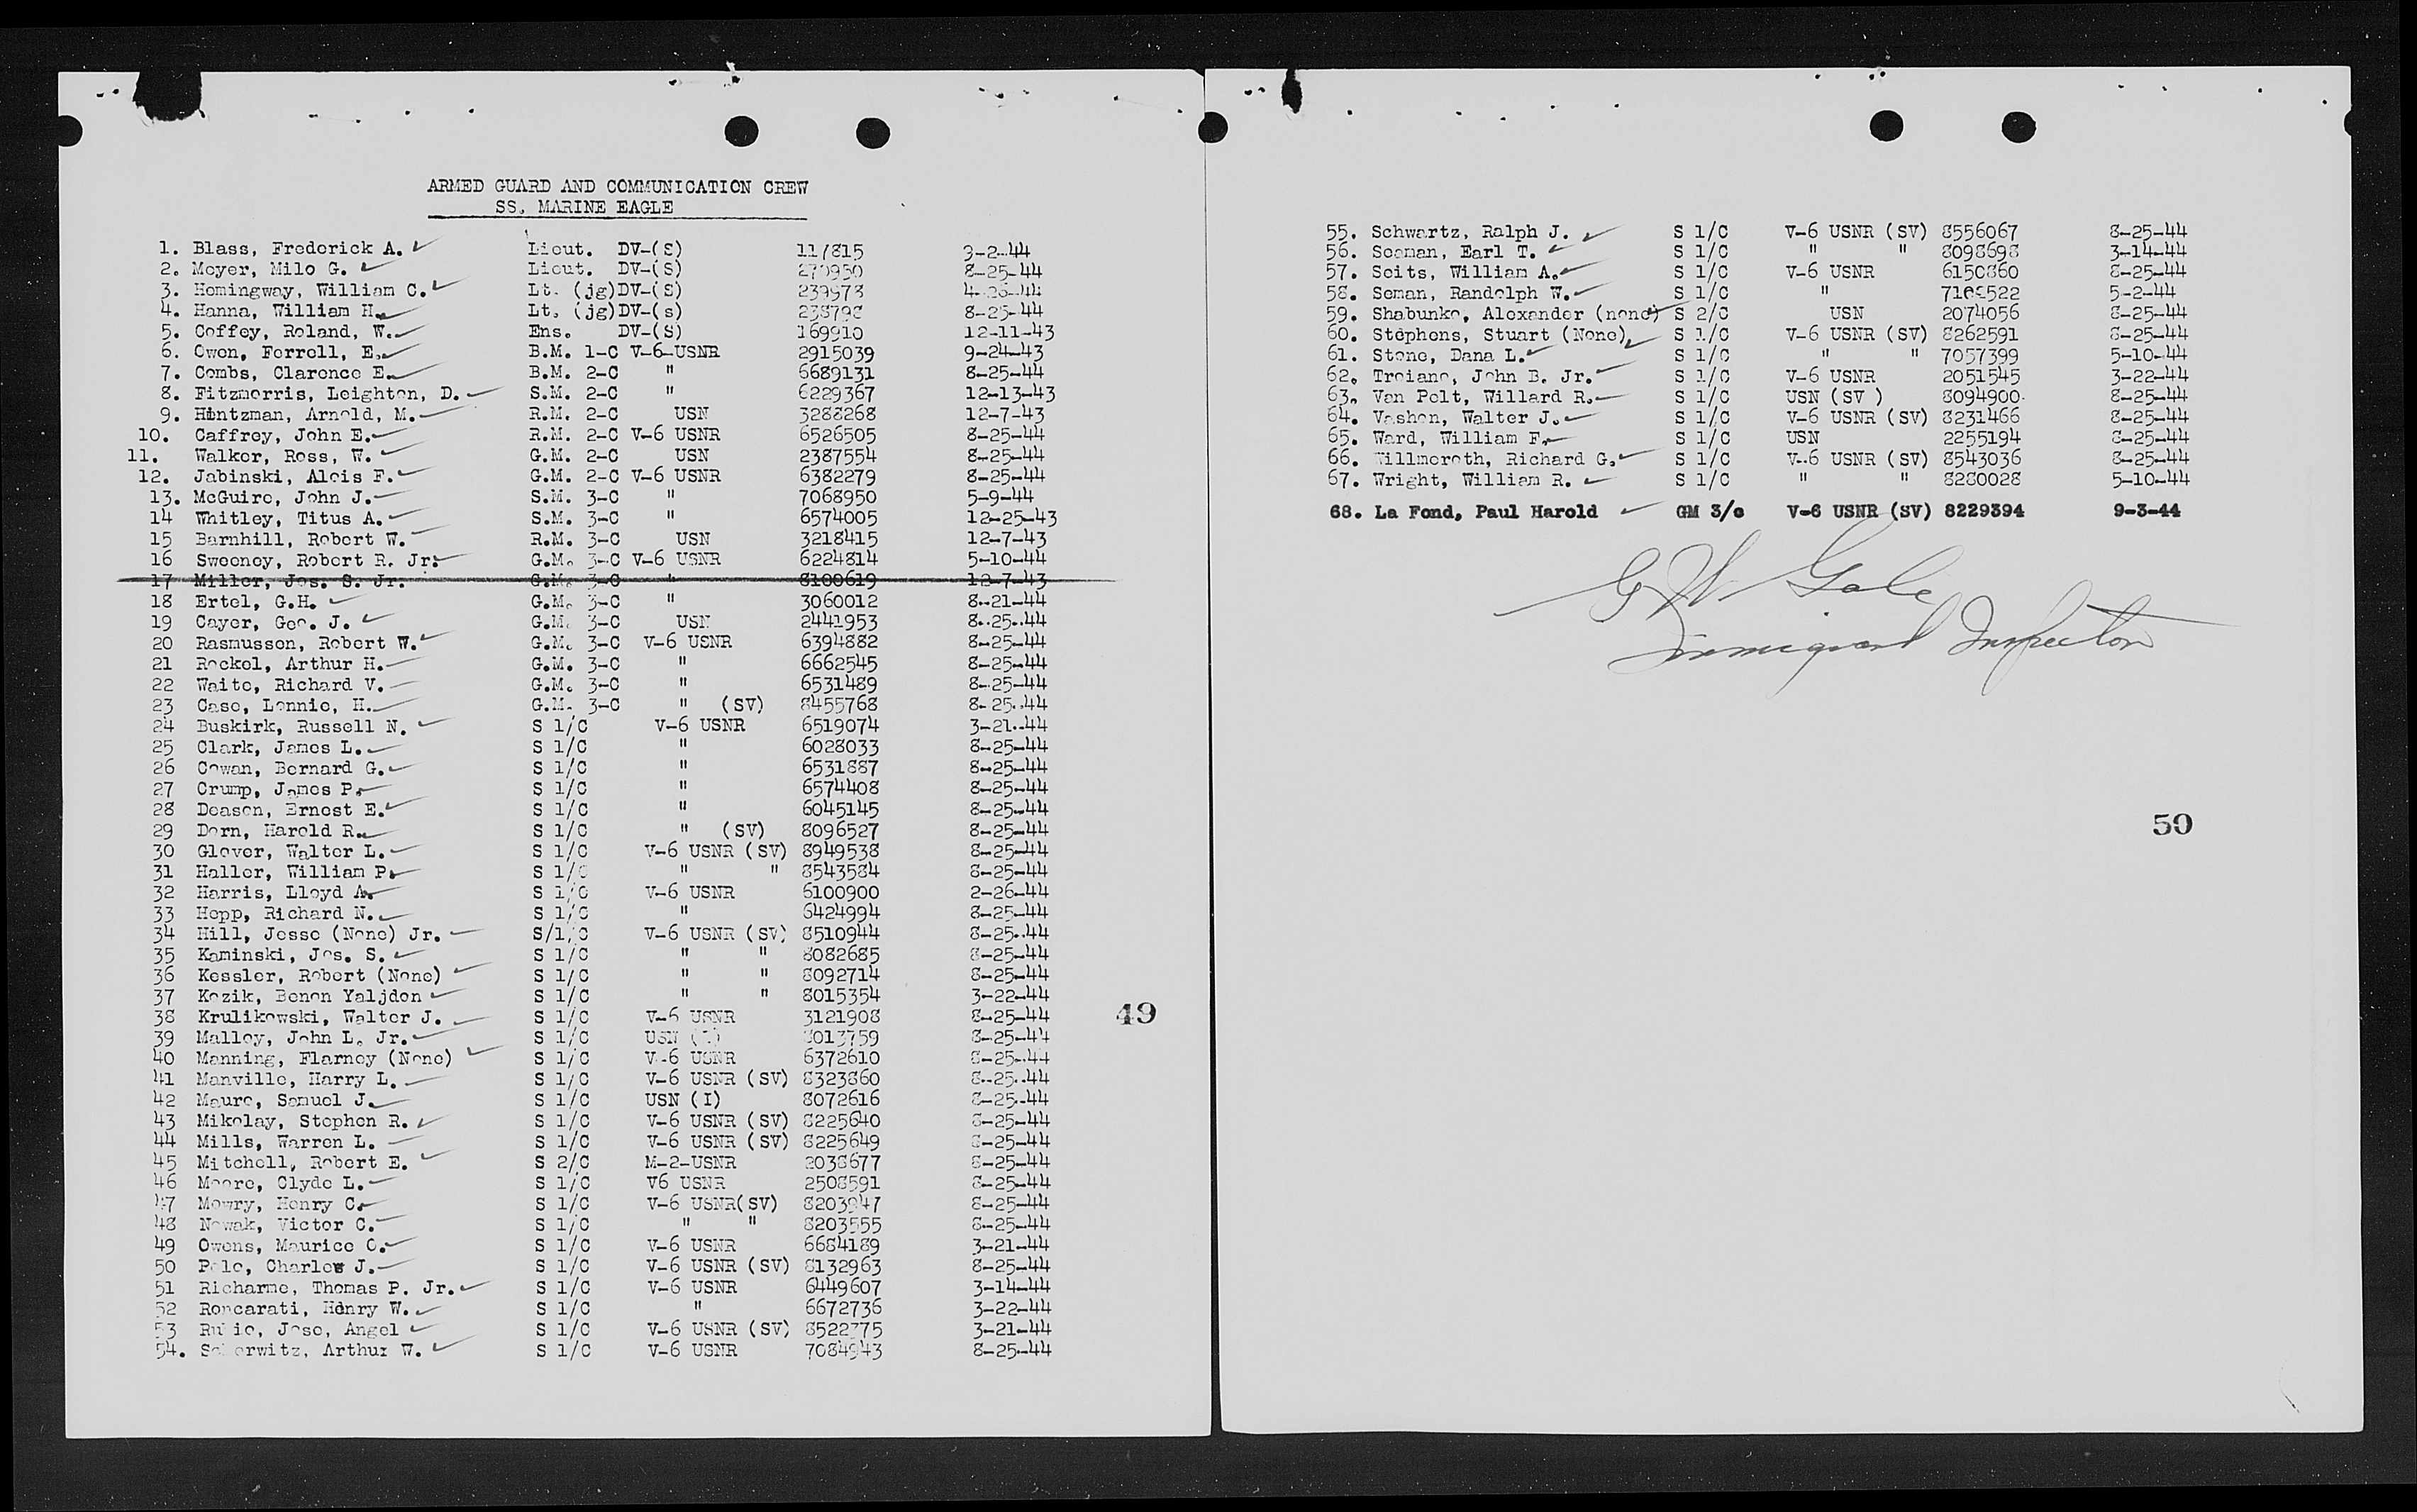 ARMED GUARD AND COMMUNICATION CREW
SS. MARINE EAGLE
1. Blass, Frederick A. Lieut. DV-(S) 117815 3-2-44
2. Meyer, Milo G. Lieut. DV-(S) 270950 8-25-44
3. Homingway, William C. Lt. (jg)DV-(S) 239973 4-26-44
4. Hanna, William H. Lt. (jg)DV-(s) 8-25-44
5. Coffey, Roland, W. Ens. DV-(S) 169910 12-11-43
6. Owen, Ferrell, E. B.M. 1-C V-6-USNR 2915039 9-24-43
7. Combs, Clarence E. B.M. 2-C " 6689131 8-25-44
8. Fitzmorris, Leighton, D. S.M. 2-C " 6229367 12-13-43
9. Hintzman, Arnold, M. R.M. 2-C USN 3288268 12-7-43
10. Caffrey, John E. R.M. 2-C V-6 USNR 6526505 8-25-44
11. Walker, Ross, W. G.M. 2-C USN 2387554 8-25-44
12. Jabinski, Alois F. G.M. 2-C V-6 USNR 6382279 8-25-44
13. McGuire, John J. S.M. 3-C " 7068950 5-9-44
14 Whitley, Titus A. S.M. 3-C " 6574005 12-25-43
15 Barnhill, Robert W. R.M. 3-C USN 3218415 12-7-43
16 Sweeney, Robert R. Jr. G.M. 3-C V-6 USNR 6224814 5-10-44
17 Miller, Jos. S. Jr. G.M. 3-C " 8100619 12-7-43
18 Ertel, G.H. G.M. 3-C " 3060012 8-21-44
19 Cayer, Geo. J. G.M. 3-C USN 2441953 8-25-44
20 Rasmussen, Robert W. G.M. 3-C V-6 USNR 6394882 8-25-44
21 Rockel, Arthur H. G.M. 3-C " 6662545 8-25-44
22 Waite, Richard V. G.M. 3-C " 6531489 8-25-44
23 Case, Lonnie, H. G.M. 3-C " (SV) 8455768 8-25-44
24 Buskirk, Russell N. S 1/C V-6 USNR 6519074 3-21-44
25 Clark, James L. S 1/C " 6028033 8-25-44
26 Cowan, Bernard G. S 1/C " 6531887 8-25-44
27 Crump, James P. S 1/C " 6574408 8-25-44
28 Deason, Ernest E. S 1/C " 6045145 8-25-44
29 Dorn, Harold R. S 1/C " (SV) 8096527 8-25-44
30 Glover, Walter L. S 1/C V-6 USNR (SV) 8949538 8-25-44
31 Haller, William P. S 1/C " " 8543584 8-25-44
32 Harris, Lloyd A. S 1/C V-6 USNR 6100900 2-26-44
33 Hopp, Richard N. S 1/C " 6424994 8-25-44
34 Hill, Jesse (None) Jr. S/1/C V-6 USNR (SV) 8510944 8-25-44
35 Kaminski, Jos. S. S 1/C " " 8082685 8-25-44
36 Kessler, Robert (None) S 1/C " " 8092714 8-25-44
37 Kozik, Benon Yaljdon S 1/C " " 8015354 3-22-44
38 Krulikowski, Walter J. S 1/C V-6 USNR 3121908 8-25-44
39 Malloy, John L. Jr. S 1/C USN (I) 8013759 8-25-44
40 Manning, Flarney (None) S 1/C V-6 USNR 6372610 8-25-44
41 Manville, Harry L. S 1/C V-6 USNR (SV) 8323860 8-25-44
42 Mauro, Samuel J. S 1/C USN (I) 8072616 8-25-44
43 Mikolay, Stephen R. S 1/C V-6 USNR (SV) 8225640 8-25-44
44 Mills, Warren L. S 1/C V-6 USNR (SV) 8225649 8-25-44
45 Mitchell, Robert E. S 2/C M-2-USNR 2038677 8-25-44
46 Moore, Clyde L. S 1/C V6 USNR 2508591 8-25-44
47 Mowry, Henry C. S 1/C V-6 USNR(SV) 8-25-44
48 Nowak, Victor C. S 1/C " " 8203555 8-25-44
49 Owens, Maurice O. S 1/C V-6 USNR 6684189 3-21-44
50 Charles J. S 1/C V-6 USNR (SV) 8132963 8-25-44
51 Richarme, Thomas P. Jr. S 1/C V-6 USNR 6449607 3-14-44
52 Roncarati, Henry W. S 1/C " 6672736 3-22-44
53 Rubio, Jose, Angel S 1/C V-6 USNR (SV) 8522775 3-21-44
54. Arthur W. S 1/C V-6 USNR 7084943 8-25-44
49
55. Schwartz, Ralph J. S 1/C V-6 USNR (SV) 8556067 8-25-44
56. Seeman, Earl T. S 1/C " " 8098698 3-14-44
57. Seits, William A. S 1/C V-6 USNR 6150860 8-25-44
58. Seman, Randolph W. S 1/C " 5-2-44
59. Shabunko, Alexander (none) S 2/C USN 2074056 8-25-44
60. Stephens, Stuart (None) S 1/C V-6 USNR (SV) 8262591 8-25-44
61. Stone, Dana L. S 1/C " " 7057399 5-10-44
62. Troiano, John B. Jr. S 1/C V-6 USNR 2051545 3-22-44
63. Van Pelt, Willard R. S 1/C USN (SV ) 8094900 8-25-44
64. Vashon, Walter J. S 1/C V-6 USNR (SV) 8231466 8-25-44
65. Ward, William F. S 1/C USN 2255194 8-25-44
66. Willmeroth, Richard G. S 1/C V-6 USNR (SV) 8543036 8-25-44
67. Wright, William R. S 1/C " " 8280028 5-10-44
68. La Fond, Paul Harold GM 3/c V-6 USNR (SV) 8229394 9-3-44
G W Gale
Immigrant Inspector
50